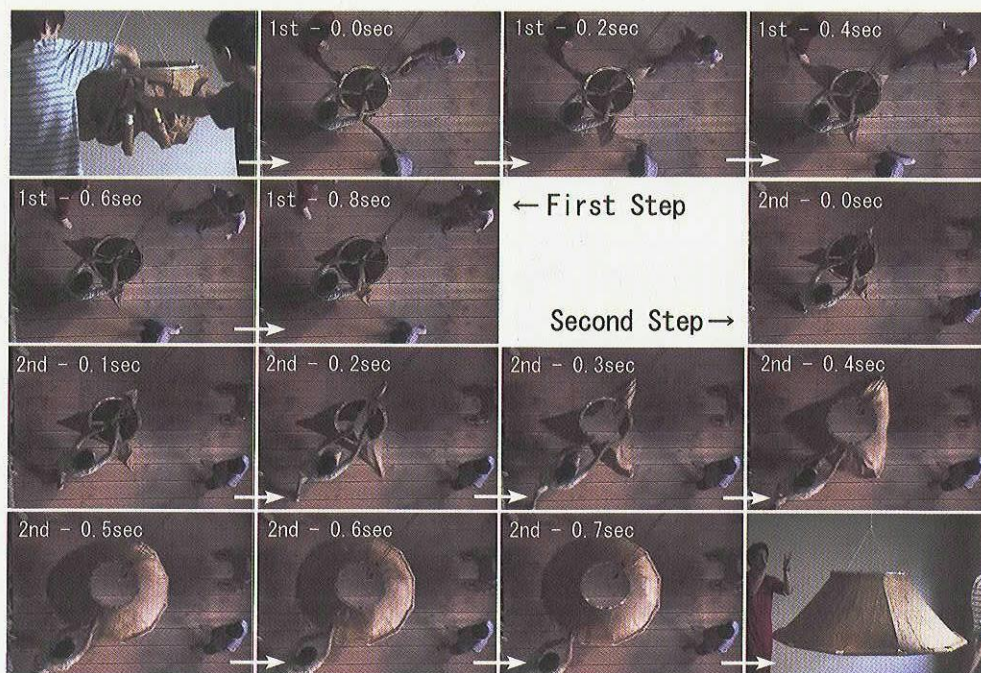 1st - 0.0sec
1st - 0.2sec
1st - 0.4sec
1st - 0.6sec
1st - 0.8sec
← First Step
Second Step →
2nd - 0.0sec
2nd - 0.1sec
2nd - 0.2sec
2nd - 0.3sec
2nd - 0.4sec
2nd - 0.5sec
2nd - 0.6sec
2nd - 0.7sec